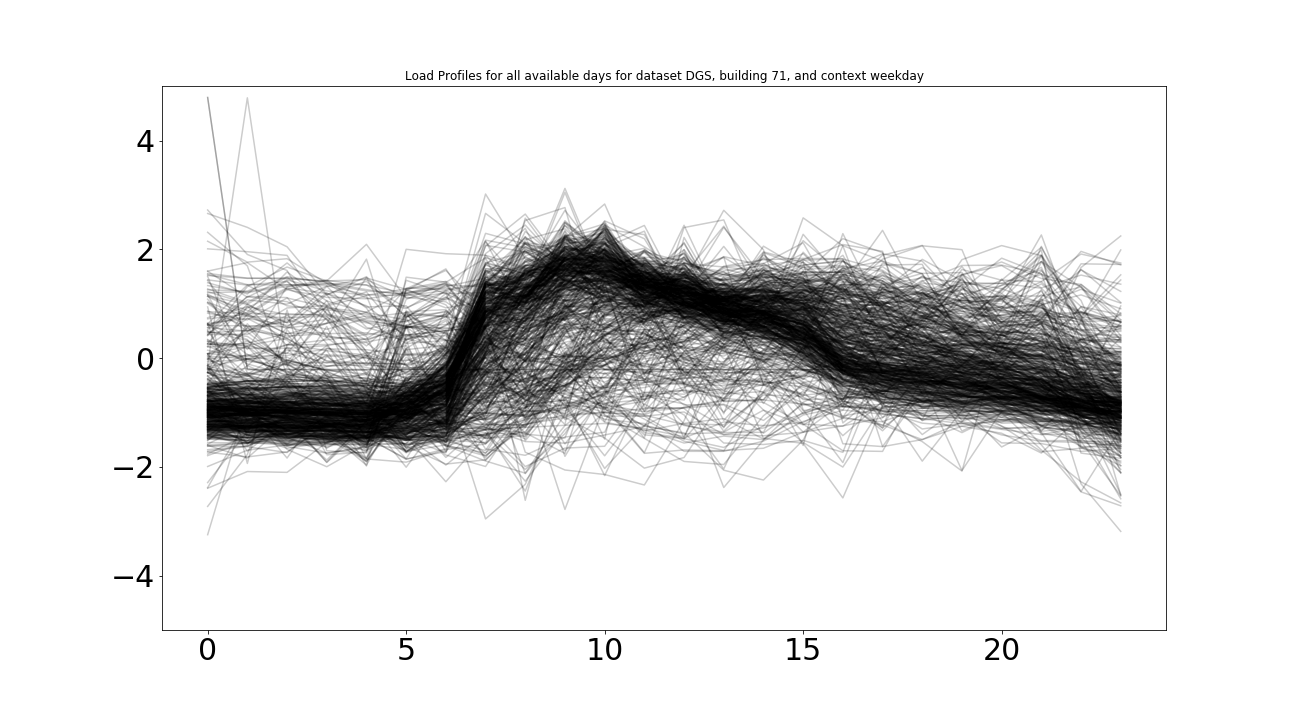 Load Profiles for all available days for dataset DGS, building 71, and context weekday
4
2
0
−2
−4
0 5 10 15 20